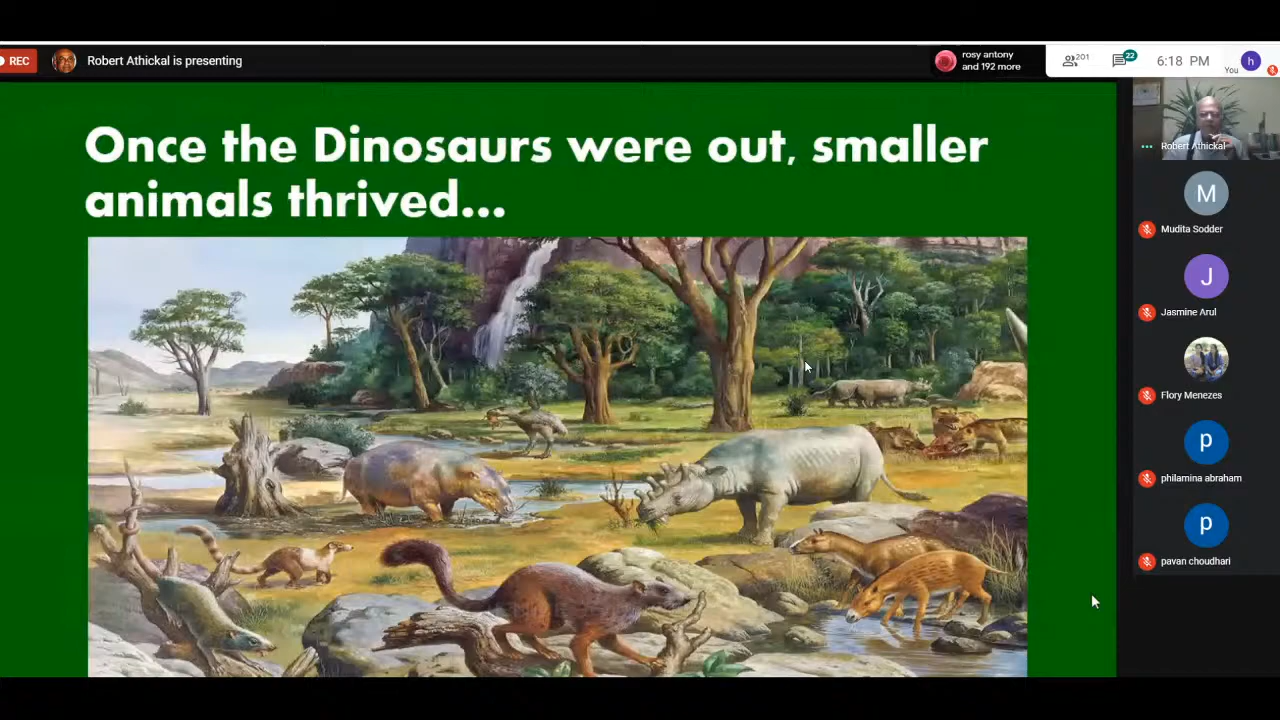 REC
Robert Athickal is presenting
rosy antony
and 192 more
201
22
6:18 PM
You
h
Once the Dinosaurs were out, smaller
animals thrived...
Robert Athickal
M
Mudita Sodder
J
Jasmine Arul
Flory Menezes
p
philamina abraham
p
pavan choudhari